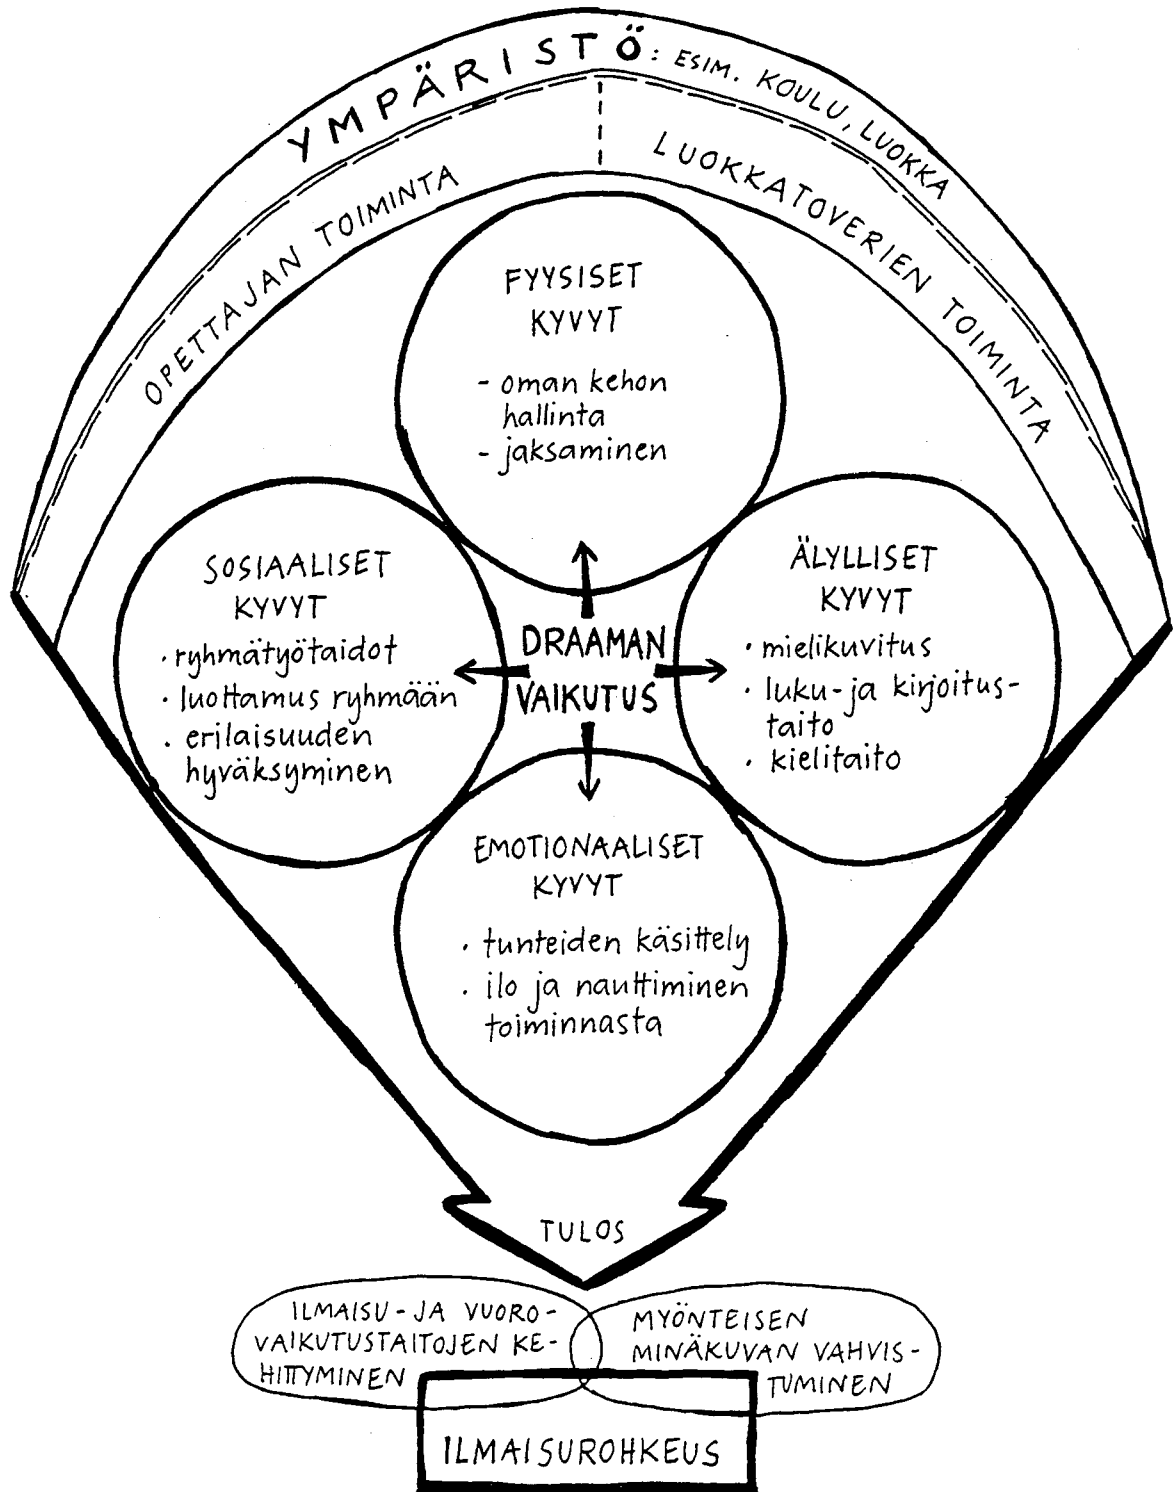 YMPÄRISTÖ: ESIM. KOULU, LUOKKA
OPETTAJAN TOIMINTA
LUOKKATOVERIEN TOIMINTA
FYYSISET
KYVYT
- oman kehon
hallinta
- jaksaminen
SOSIAALISET
KYVYT
· ryhmätyötaidot
· luottamus ryhmään
· erilaisuuden
hyväksyminen
DRAAMAN
VAIKUTUS
ÄLYLLISET
KYVYT
· mielikuvitus
· luku- ja kirjoitus-
taito
· kielitaito
EMOTIONAALISET
KYVYT
· tunteiden käsittely
· ilo ja nauttiminen
toiminnasta
TULOS
ILMAISU- JA VUORO-
VAIKUTUSTAITOJEN KE-
HITTYMINEN
MYÖNTEISEN
MINÄKUVAN VAHVIS-
TUMINEN
ILMAISUROHKEUS